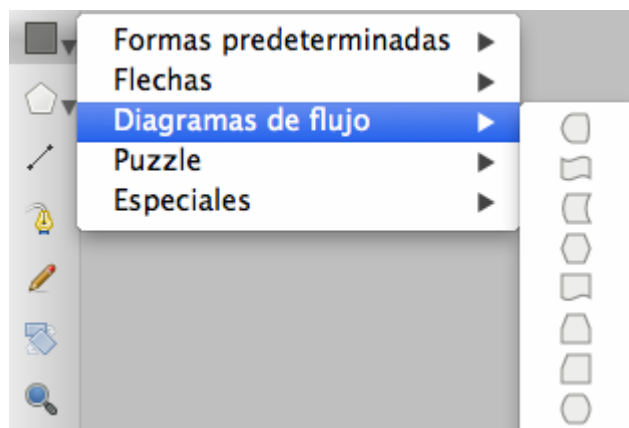 Formas predeterminadas
Flechas
Diagramas de flujo
Puzzle
Especiales